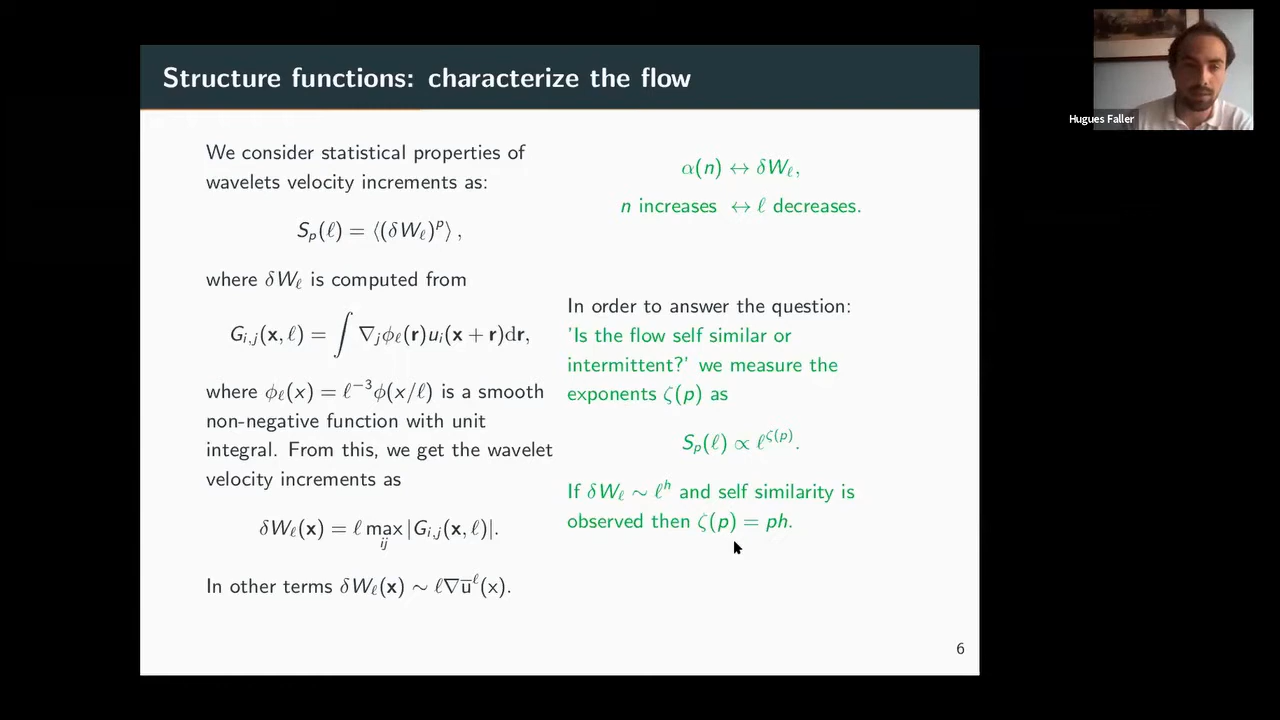 Structure functions: characterize the flow
We consider statistical properties of
wavelets velocity increments as:
S_p(ℓ) = ⟨(δW_ℓ)^p⟩ ,
where δW_ℓ is computed from
G_{i,j}(x, ℓ) = ∫ ∇_jϕ_ℓ(r)u_i(x + r)dr,
where ϕ_ℓ(x) = ℓ^{−3}ϕ(x/ℓ) is a smooth
non-negative function with unit
integral. From this, we get the wavelet
velocity increments as
δW_ℓ(x) = ℓ max_{ij} |G_{i,j}(x, ℓ)|.
In other terms δW_ℓ(x) ∼ ℓ∇u̅^ℓ(x).
α(n) ↔ δW_ℓ,
n increases ↔ ℓ decreases.
In order to answer the question:
'Is the flow self similar or
intermittent?' we measure the
exponents ζ(p) as
S_p(ℓ) ∝ ℓ^{ζ(p)}.
If δW_ℓ ∼ ℓ^h and self similarity is
observed then ζ(p) = ph.
6
Hugues Faller